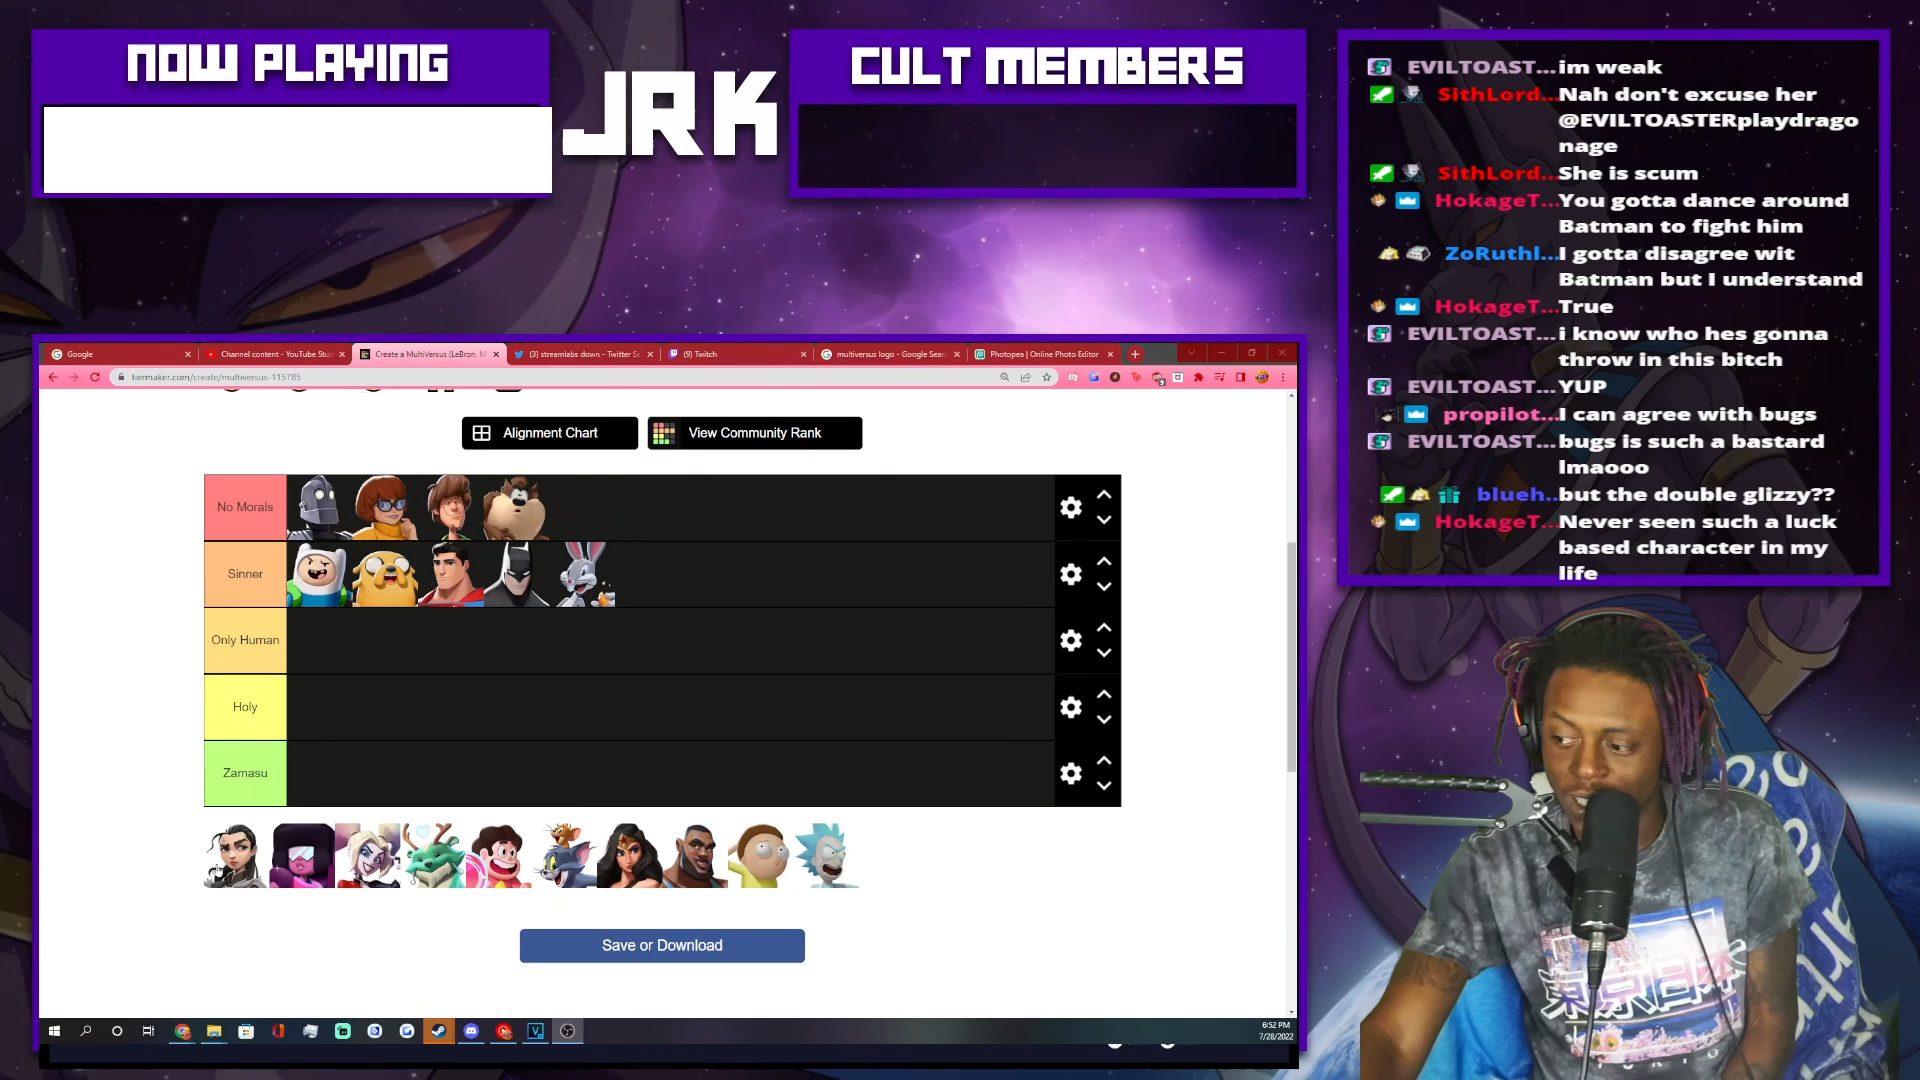 NOW PLAYING
JRK
CULT MEMBERS
EVILTOAST... im weak
SithLord... Nah don't excuse her
@EVILTOASTERplaydrago
nage
SithLord... She is scum
HokageT... You gotta dance around
Batman to fight him
ZoRuthl... I gotta disagree wit
Batman but I understand
HokageT... True
EVILTOAST... i know who hes gonna
throw in this bitch
EVILTOAST... YUP
propilot... I can agree with bugs
EVILTOAST... bugs is such a bastard
lmaooo
blueh.. but the double glizzy??
HokageT... Never seen such a luck
based character in my
life
Google
Channel content - YouTube Stud
Create a MultiVersus (LeBron, M
(3) streamlabs down - Twitter Se
(9) Twitch
multiversus logo - Google Searc
Photopea | Online Photo Editor
tiermaker.com/create/multiversus-115785
Alignment Chart
View Community Rank
No Morals
Sinner
Only Human
Holy
Zamasu
Save or Download
6:52 PM
7/28/2022
東京日本